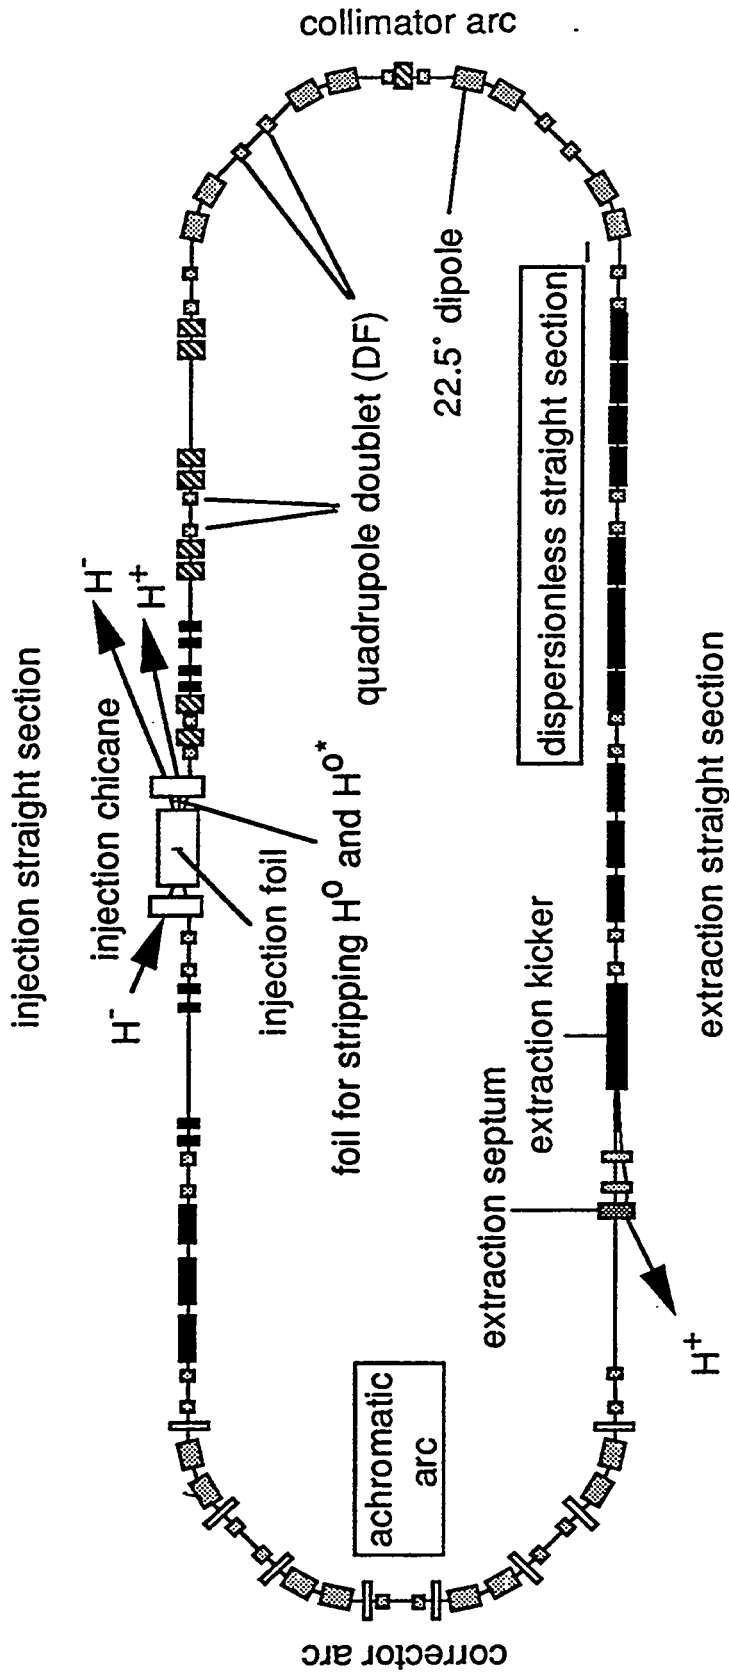 injection straight section
injection chicane
H⁻
H⁻
H⁺
injection foil
foil for stripping H⁰ and H⁰*
quadrupole doublet (DF)
22.5° dipole
collimator arc
dispersionless straight section
achromatic
arc
corrector arc
extraction septum
extraction kicker
H⁺
extraction straight section